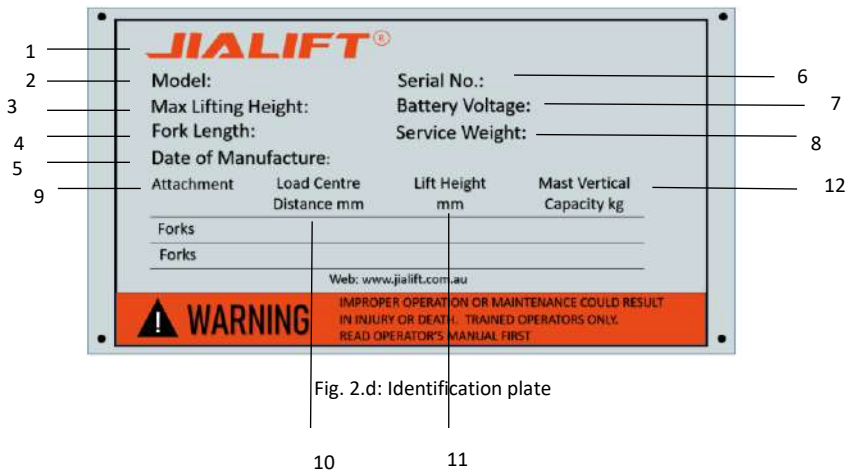 1 JIALIFT®
2 Model: Serial No.: 6
3 Max Lifting Height: Battery Voltage: 7
4 Fork Length: Service Weight: 8
5 Date of Manufacture:
9 Attachment Load Centre Lift Height Mast Vertical 12
Distance mm mm Capacity kg
Forks
Forks
Web: www.jialift.com.au
WARNING
IMPROPER OPERATION OR MAINTENANCE COULD RESULT
IN INJURY OR DEATH. TRAINED OPERATORS ONLY.
READ OPERATOR'S MANUAL FIRST
Fig. 2.d: Identification plate
10 11